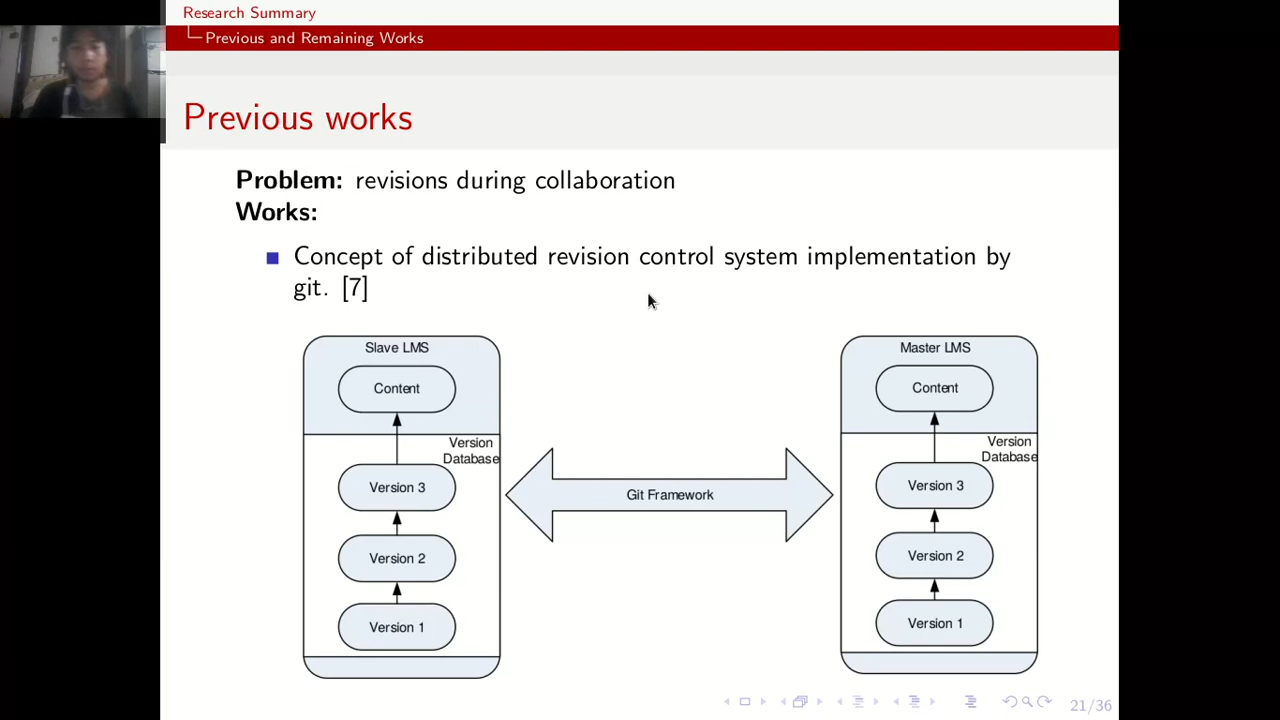 Research Summary
Previous and Remaining Works
Previous works
Problem: revisions during collaboration
Works:
Concept of distributed revision control system implementation by
git. [7]
Slave LMS
Content
Version
Database
Version 3
Version 2
Version 1
Git Framework
Master LMS
Content
Version
Database
Version 3
Version 2
Version 1
21/36